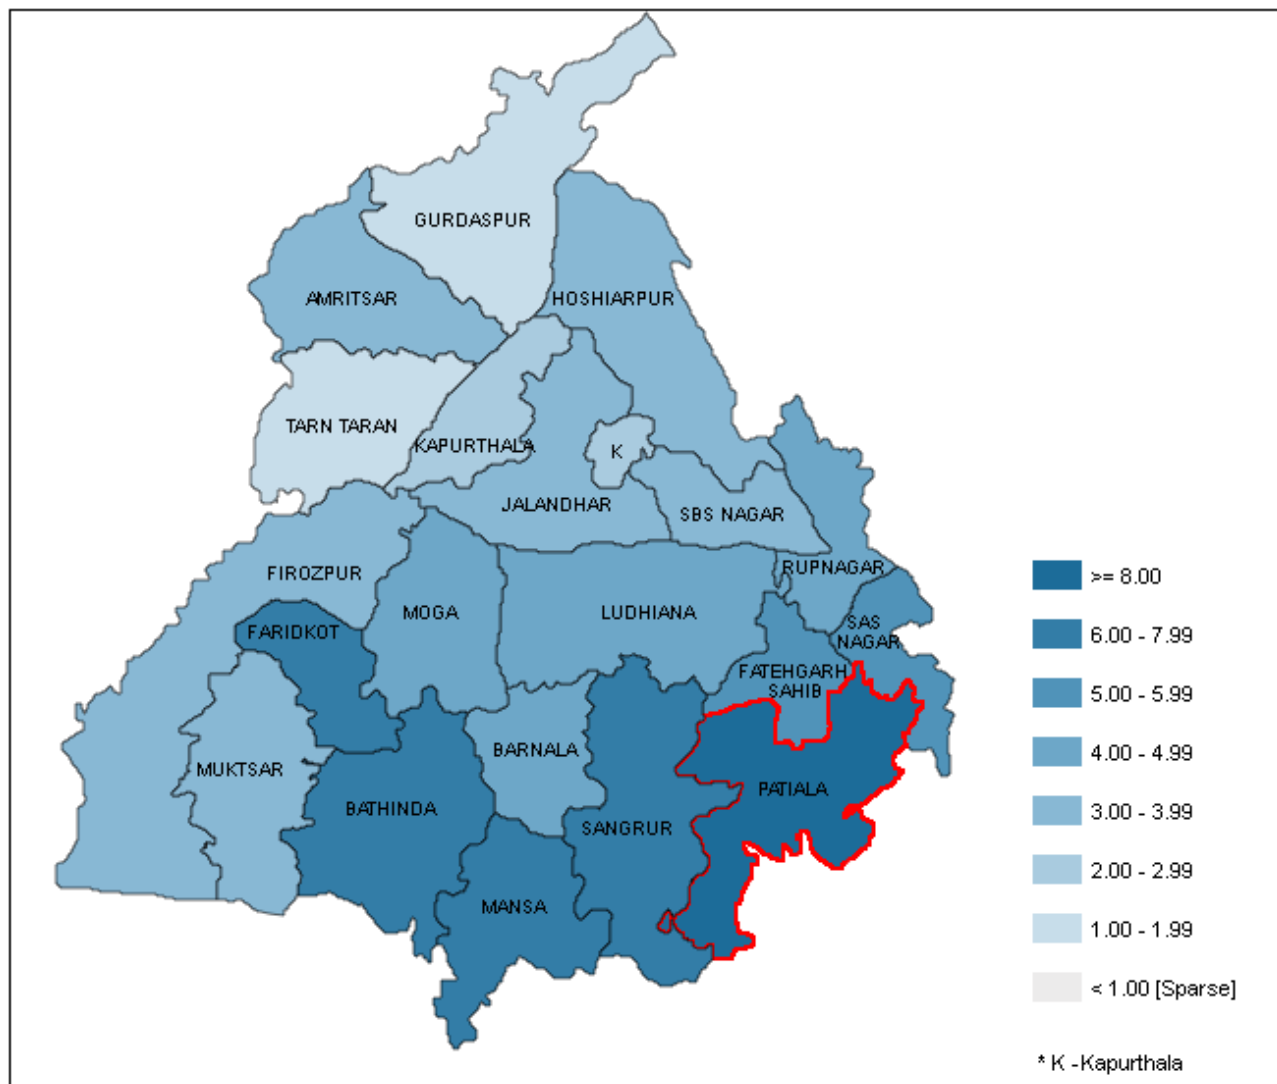 GURDASPUR
AMRITSAR
HOSHIARPUR
TARN TARAN
KAPURTHALA
K
JALANDHAR
SBS NAGAR
FIROZPUR
RUPNAGAR
MOGA
LUDHIANA
FARIDKOT
SAS
NAGAR
FATEHGARH
SAHIB
BARNALA
MUKTSAR
PATIALA
BATHINDA
SANGRUR
MANSA
>= 8.00
6.00 - 7.99
5.00 - 5.99
4.00 - 4.99
3.00 - 3.99
2.00 - 2.99
1.00 - 1.99
< 1.00 [Sparse]
* K -Kapurthala